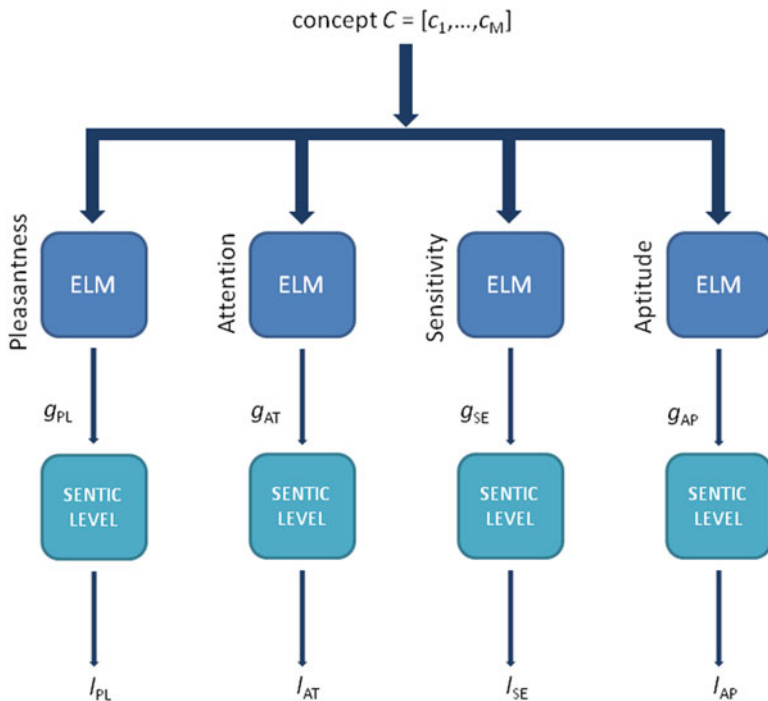 concept C = [c₁,...,cM]
Pleasantness
ELM
Attention
ELM
Sensitivity
ELM
Aptitude
ELM
gPL
gAT
gSE
gAP
SENTIC
LEVEL
SENTIC
LEVEL
SENTIC
LEVEL
SENTIC
LEVEL
lPL
lAT
lSE
lAP